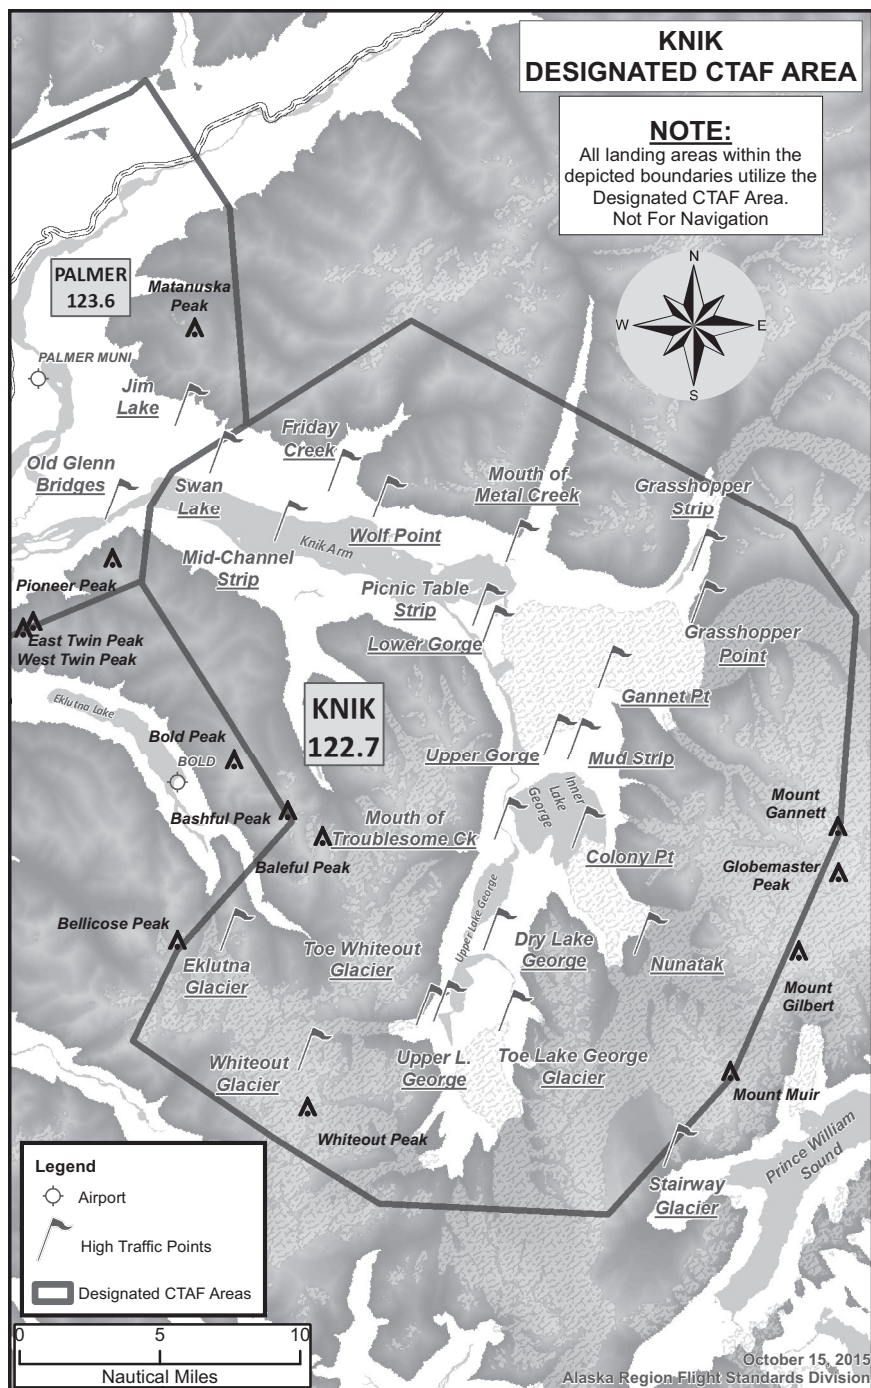 KNIK
DESIGNATED CTAF AREA
NOTE:
All landing areas within the
depicted boundaries utilize the
Designated CTAF Area.
Not For Navigation
N
W
E
S
PALMER
123.6
Matanuska
Peak
PALMER MUNI
Jim
Lake
Friday
Creek
Old Glenn
Bridges
Swan
Lake
Mouth of
Metal Creek
Grasshopper
Strip
Wolf Point
Knik Arm
Mid-Channel
Strip
Pioneer Peak
Picnic Table
Strip
East Twin Peak
West Twin Peak
Lower Gorge
Grasshopper
Point
Eklutna Lake
KNIK
122.7
Gannet Pt
Bold Peak
BOLD
Upper Gorge
Mud Strip
Inner
Lake
George
Bashful Peak
Mouth of
Troublesome Ck
Mount
Gannett
Baleful Peak
Colony Pt
Globemaster
Peak
Upper Lake George
Bellicose Peak
Eklutna
Glacier
Toe Whiteout
Glacier
Dry Lake
George
Nunatak
Mount
Gilbert
Whiteout
Glacier
Upper L.
George
Toe Lake George
Glacier
Mount Muir
Whiteout Peak
Prince William
Sound
Stairway
Glacier
Legend
Airport
High Traffic Points
Designated CTAF Areas
0 5 10
Nautical Miles
October 15, 2015
Alaska Region Flight Standards Division